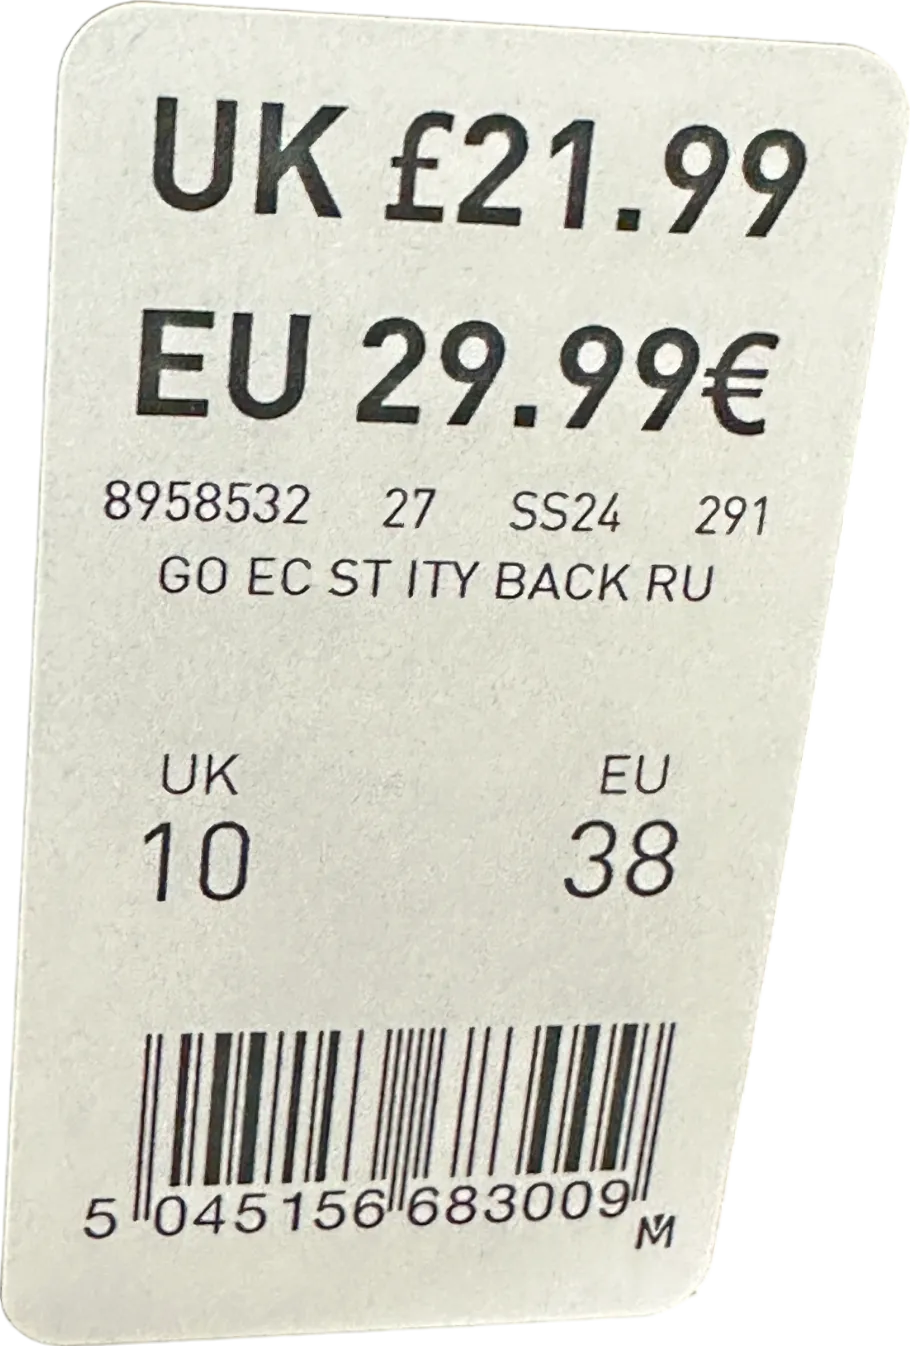 UK £21.99
EU 29.99€
8958532 27 SS24 291
GO EC ST ITY BACK RU
UK EU
10 38
5 045156 683009
M